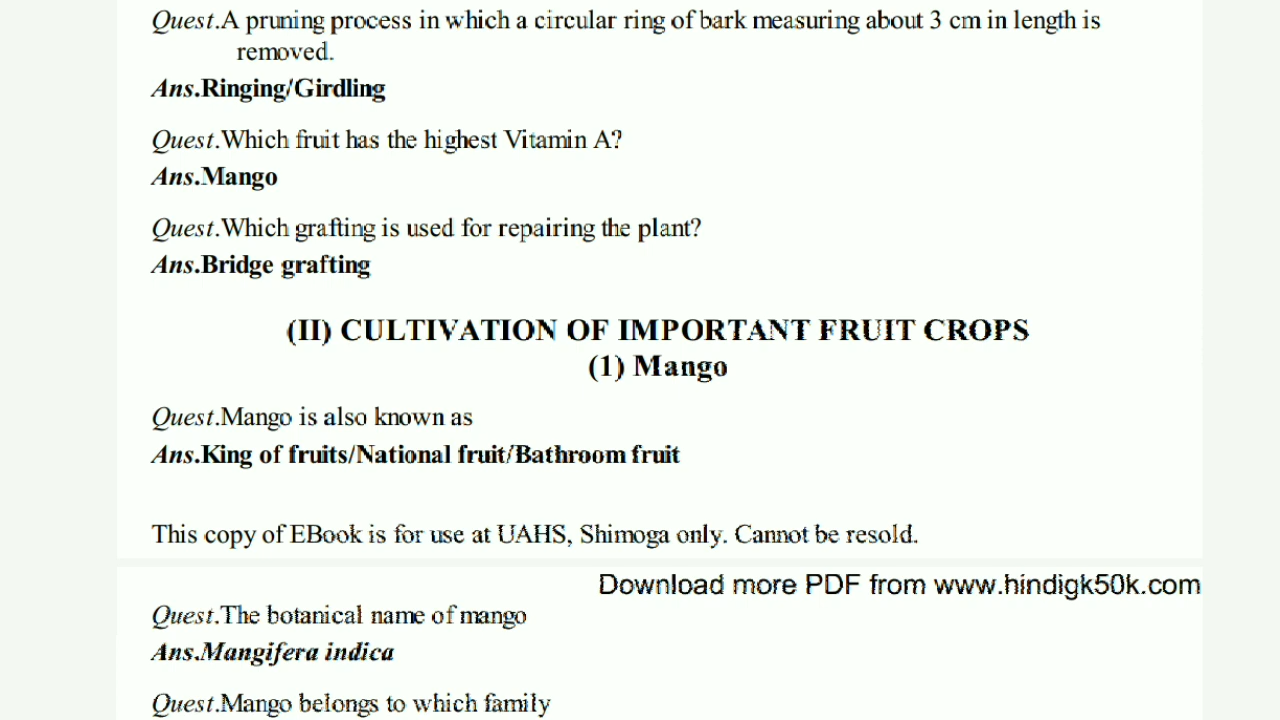 Quest.A pruning process in which a circular ring of bark measuring about 3 cm in length is
removed.
Ans.Ringing/Girdling
Quest.Which fruit has the highest Vitamin A?
Ans.Mango
Quest.Which grafting is used for repairing the plant?
Ans.Bridge grafting
(II) CULTIVATION OF IMPORTANT FRUIT CROPS
(1) Mango
Quest.Mango is also known as
Ans.King of fruits/National fruit/Bathroom fruit
This copy of EBook is for use at UAHS, Shimoga only. Cannot be resold.
Download more PDF from www.hindigk50k.com
Quest.The botanical name of mango
Ans.Mangifera indica
Quest.Mango belongs to which family